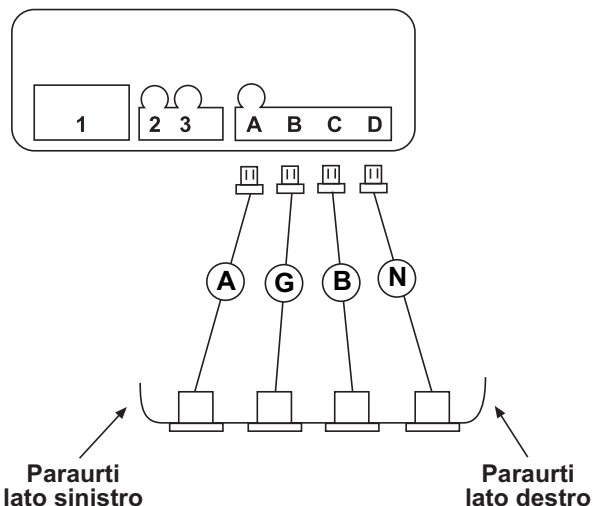 1 2 3 A B C D
A G B N
Paraurti
lato sinistro
Paraurti
lato destro